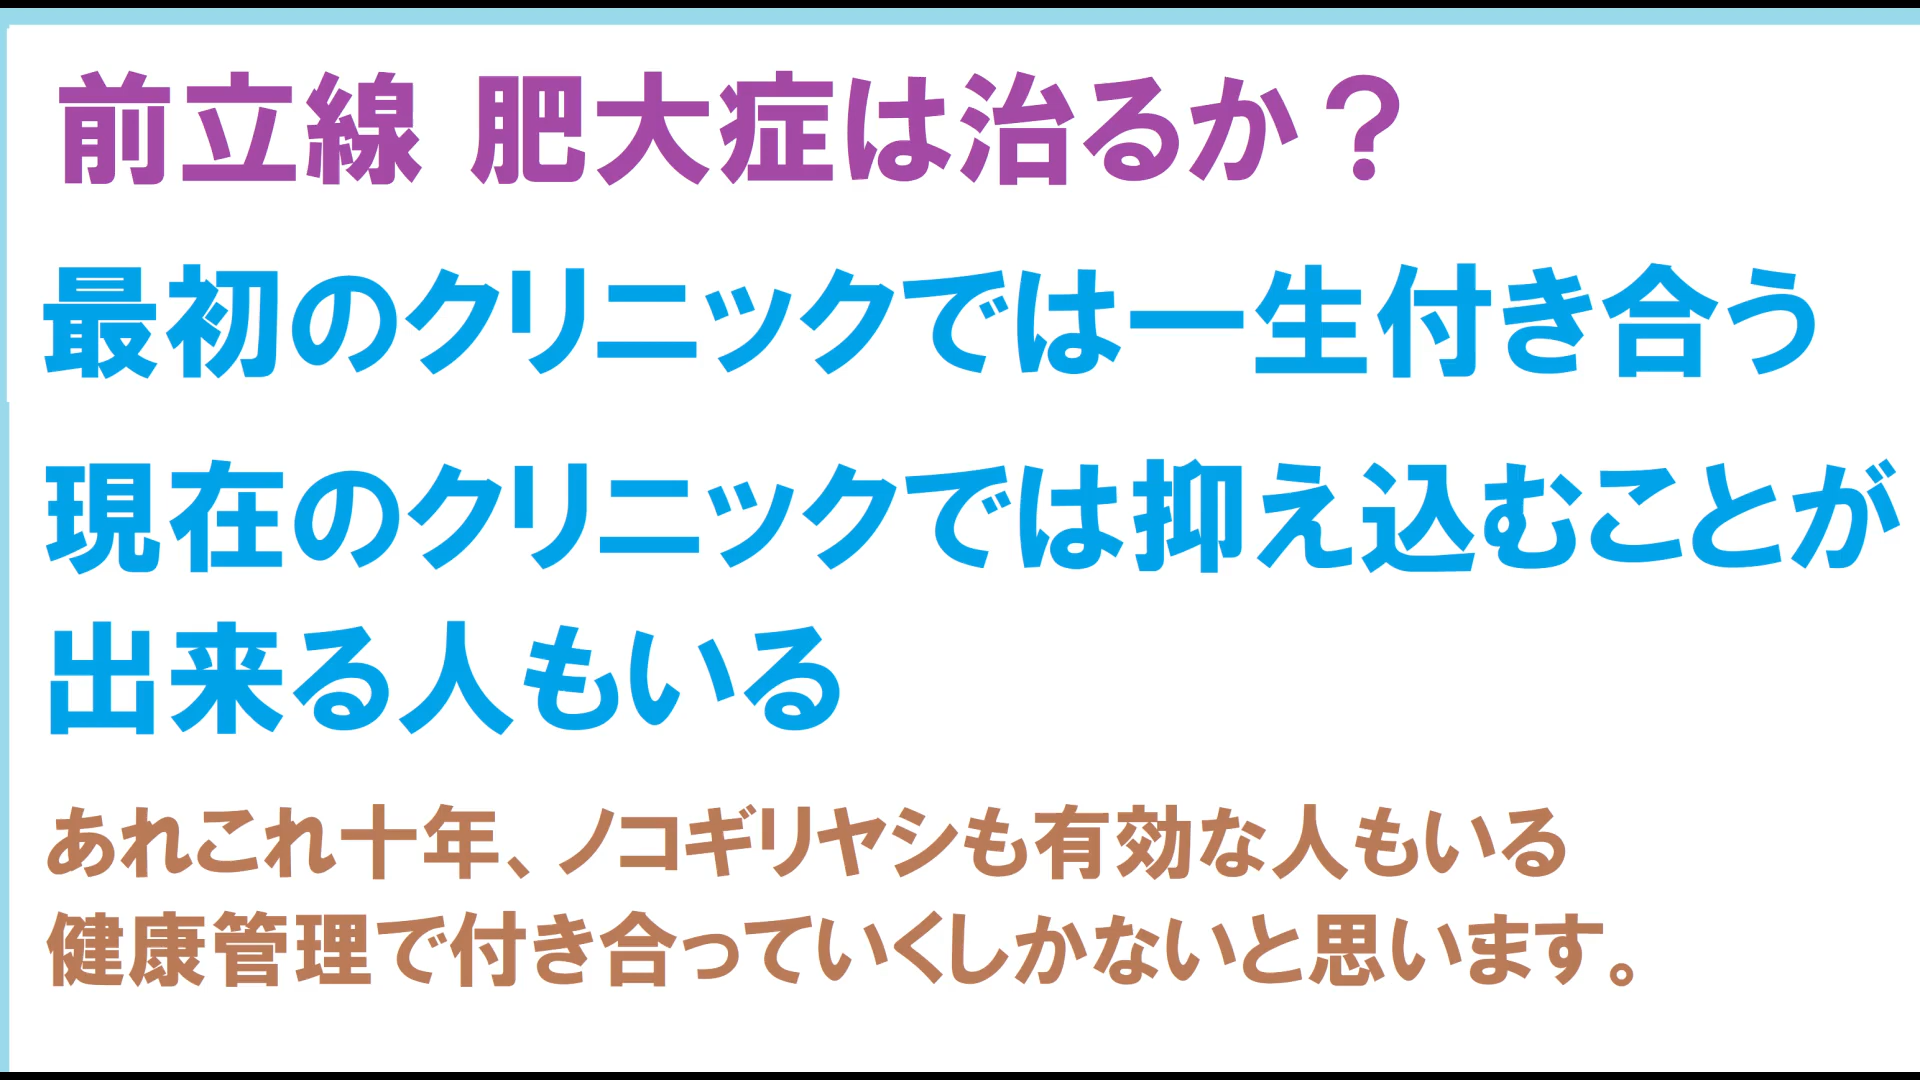 前立線 肥大症は治るか？
最初のクリニックでは一生付き合う
現在のクリニックでは抑え込むことが
出来る人もいる
あれこれ十年、ノコギリヤシも有効な人もいる
健康管理で付き合っていくしかないと思います。